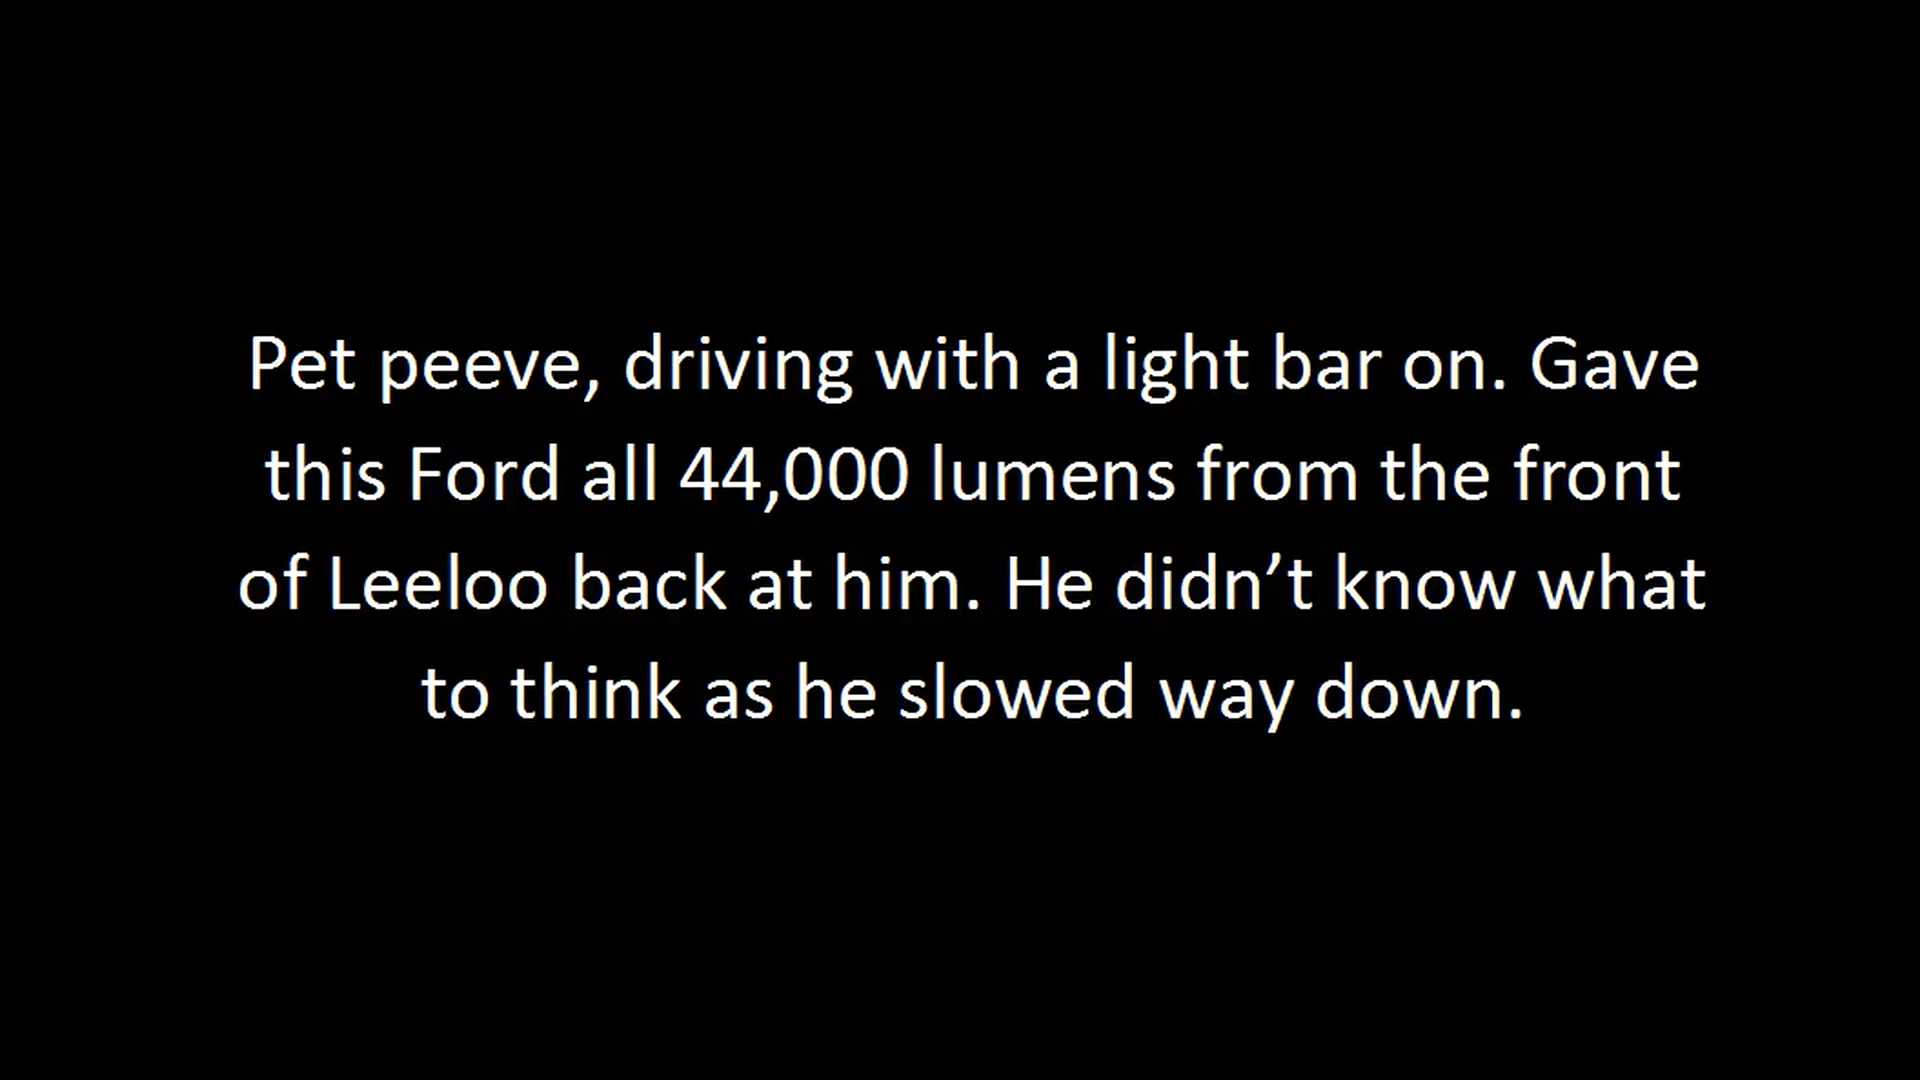 Pet peeve, driving with a light bar on. Gave
this Ford all 44,000 lumens from the front
of Leeloo back at him. He didn’t know what
to think as he slowed way down.